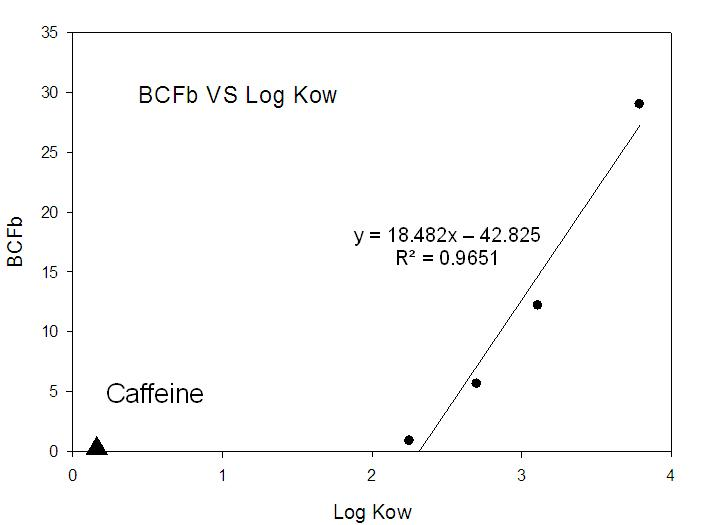 35
30
BCFb VS Log Kow
25
20
y = 18.482x – 42.825
R² = 0.9651
BCFb
15
10
5
Caffeine
0
0 1 2 3 4
Log Kow